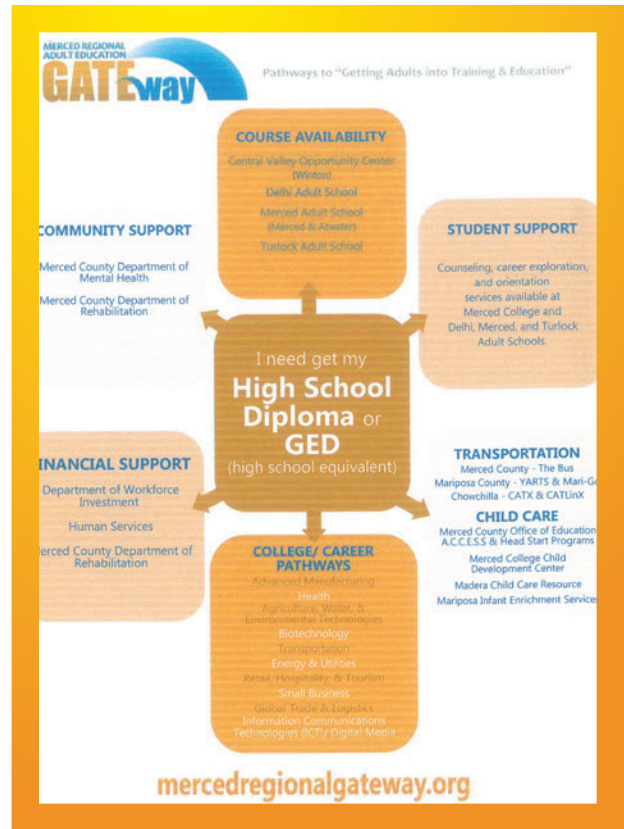 MERCED REGIONAL
ADULT EDUCATION
GATEway
Pathways to "Getting Adults into Training & Education"
COURSE AVAILABILITY
Central Valley Opportunity Center
(Winton)
Delhi Adult School
Merced Adult School
(Merced & Atwater)
Turlock Adult School
COMMUNITY SUPPORT
Merced County Department of
Mental Health
Merced County Department of
Rehabilitation
STUDENT SUPPORT
Counseling, career exploration,
and orientation
services available at
Merced College and
Delhi, Merced, and Turlock
Adult Schools.
I need get my
High School
Diploma or
GED
(high school equivalent)
INANCIAL SUPPORT
Department of Workforce
Investment
Human Services
Merced County Department of
Rehabilitation
TRANSPORTATION
Merced County - The Bus
Mariposa County - YARTS & Mari-Go
Chowchilla - CATX & CATLinX
CHILD CARE
Merced County Office of Education
A.C.C.E.S.S & Head Start Programs
Merced College Child
Development Center
Madera Child Care Resource
Mariposa Infant Enrichment Services
COLLEGE/ CAREER
PATHWAYS
Advanced Manufacturing
Health
Agriculture, Water, &
Environmental Technologies
Biotechnology
Transportation
Energy & Utilities
Retail, Hospitality, & Tourism
Small Business
Global Trade & Logistics
Information Communications
Technologies (ICT)/ Digital Media
mercedregionalgateway.org